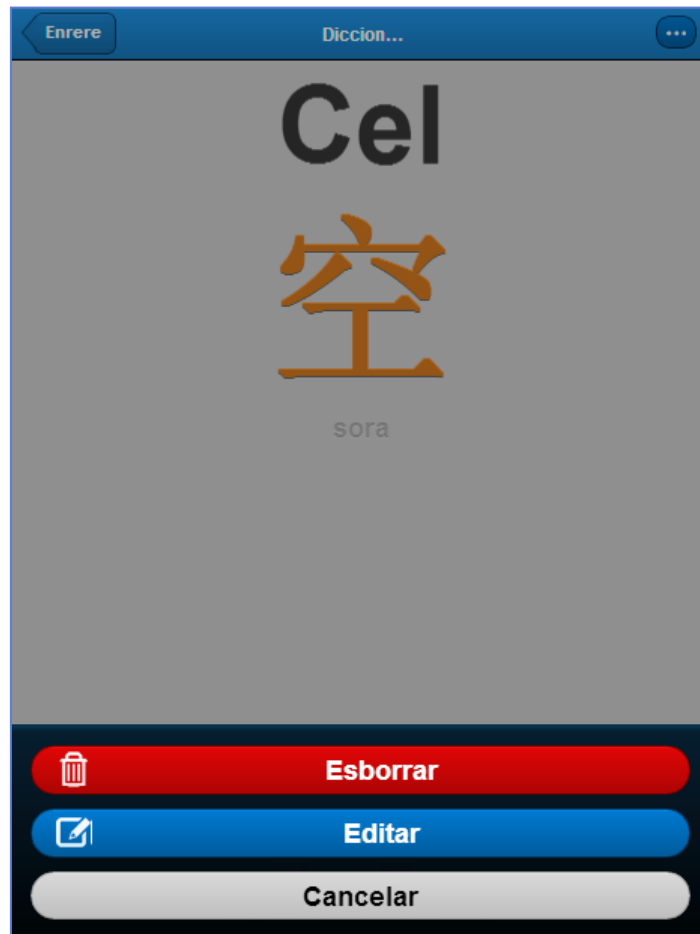 Enrere Diccion... ...
Cel
空
sora
Esborrar
Editar
Cancelar